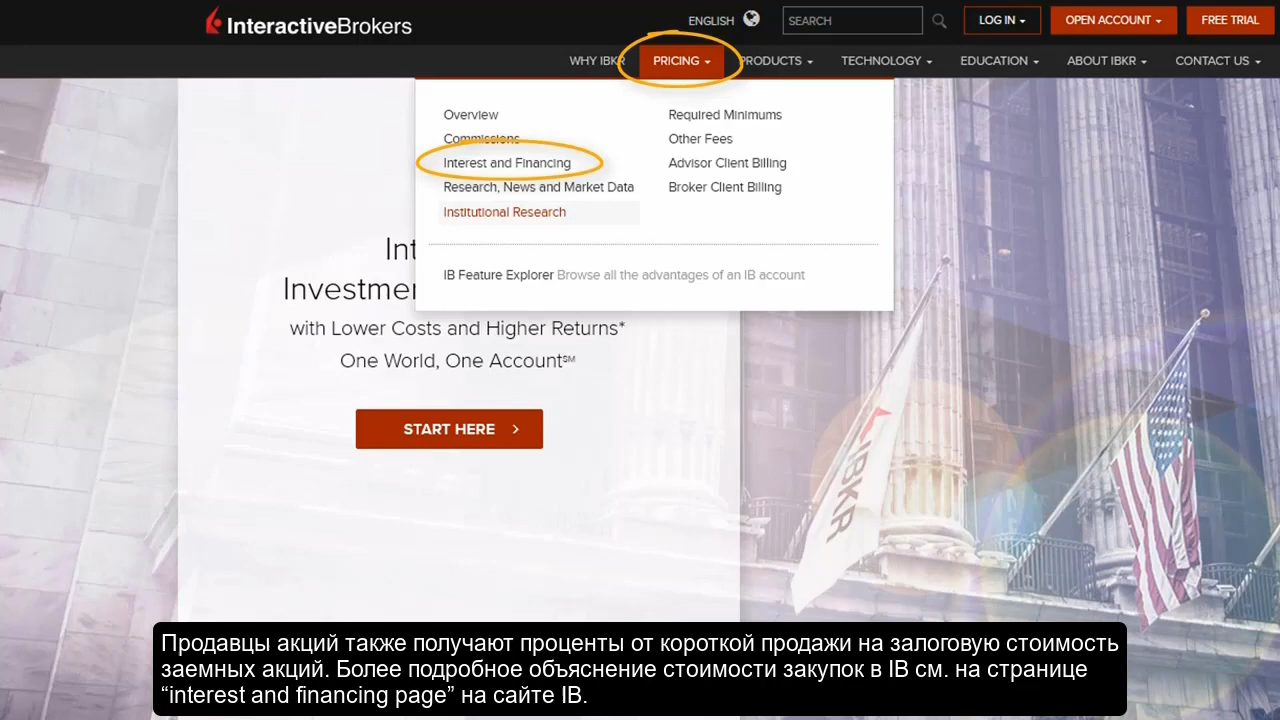 InteractiveBrokers
ENGLISH
SEARCH
LOG IN
OPEN ACCOUNT
FREE TRIAL
WHY IBKR
PRICING
PRODUCTS
TECHNOLOGY
EDUCATION
ABOUT IBKR
CONTACT US
Overview
Commissions
Interest and Financing
Research, News and Market Data
Institutional Research
Required Minimums
Other Fees
Advisor Client Billing
Broker Client Billing
IB Feature Explorer Browse all the advantages of an IB account
with Lower Costs and Higher Returns*
One World, One Account℠
START HERE
IBKR
Продавцы акций также получают проценты от короткой продажи на залоговую стоимость
заемных акций. Более подробное объяснение стоимости закупок в IB см. на странице
“interest and financing page” на сайте IB.